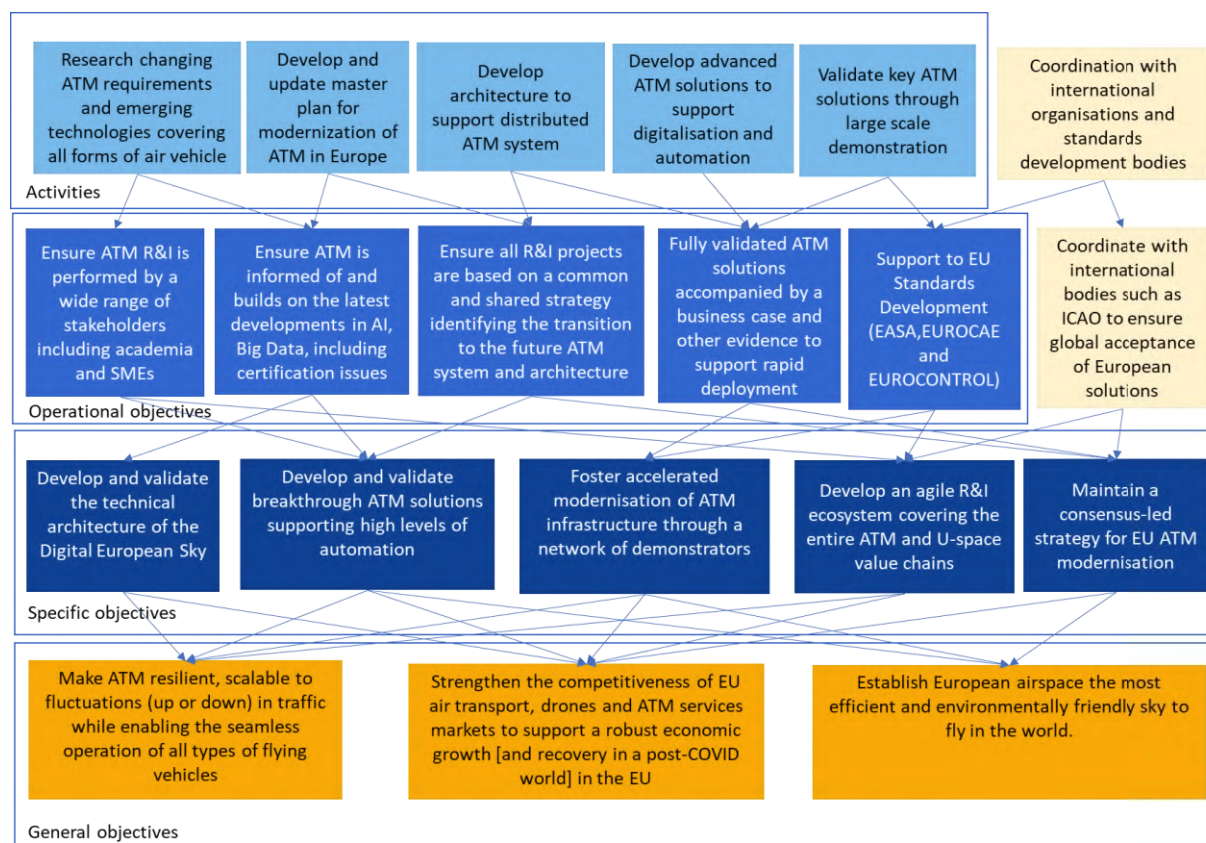 Research changing
ATM requirements
and emerging
technologies covering
all forms of air vehicle
Develop and
update master
plan for
modernization of
ATM in Europe
Develop
architecture to
support distributed
ATM system
Develop advanced
ATM solutions to
support
digitalisation and
automation
Validate key ATM
solutions through
large scale
demonstration
Coordination with
international
organisations and
standards
development bodies
Activities
Ensure ATM R&I is
performed by a
wide range of
stakeholders
including academia
and SMEs
Ensure ATM is
informed of and
builds on the latest
developments in AI,
Big Data, including
certification issues
Ensure all R&I projects
are based on a common
and shared strategy
identifying the transition
to the future ATM
system and architecture
Fully validated ATM
solutions
accompanied by a
business case and
other evidence to
support rapid
deployment
Support to EU
Standards
Development
(EASA,EUROCAE
and
EUROCONTROL)
Coordinate with
international
bodies such as
ICAO to ensure
global acceptance
of European
solutions
Operational objectives
Develop and validate
the technical
architecture of the
Digital European Sky
Develop and validate
breakthrough ATM solutions
supporting high levels of
automation
Foster accelerated
modernisation of ATM
infrastructure through a
network of demonstrators
Develop an agile R&I
ecosystem covering the
entire ATM and U-space
value chains
Maintain a
consensus-led
strategy for EU ATM
modernisation
Specific objectives
Make ATM resilient, scalable to
fluctuations (up or down) in traffic
while enabling the seamless
operation of all types of flying
vehicles
Strengthen the competitiveness of EU
air transport, drones and ATM services
markets to support a robust economic
growth [and recovery in a post-COVID
world] in the EU
Establish European airspace the most
efficient and environmentally friendly sky to
fly in the world.
General objectives